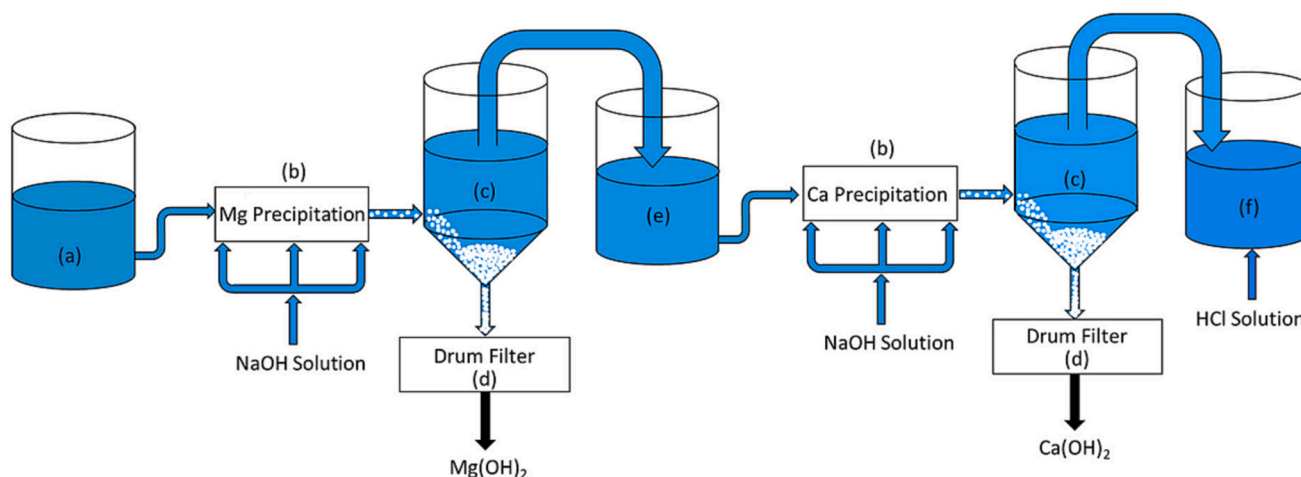 (a)
(b)
Mg Precipitation
NaOH Solution
(c)
Drum Filter
(d)
Mg(OH)2
(e)
(b)
Ca Precipitation
NaOH Solution
(c)
Drum Filter
(d)
Ca(OH)2
(f)
HCl Solution